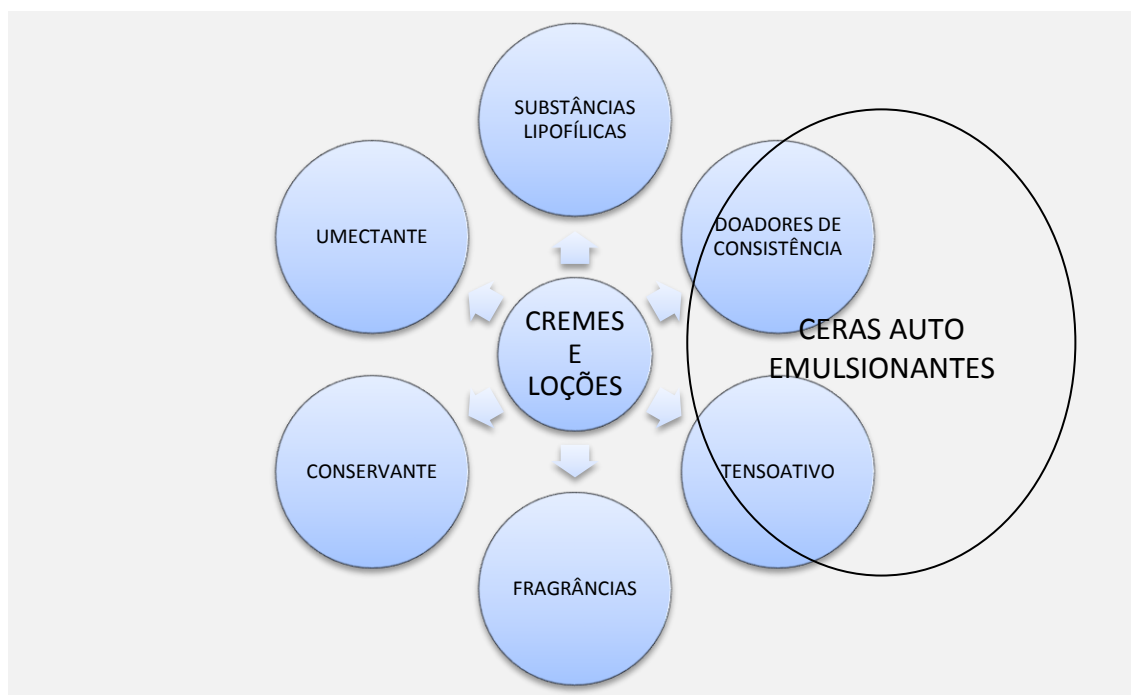 SUBSTÂNCIAS
LIPOFÍLICAS
UMECTANTE
DOADORES DE
CONSISTÊNCIA
CREMES
E
LOÇÕES
CERAS AUTO
EMULSIONANTES
CONSERVANTE
TENSOATIVO
FRAGRÂNCIAS